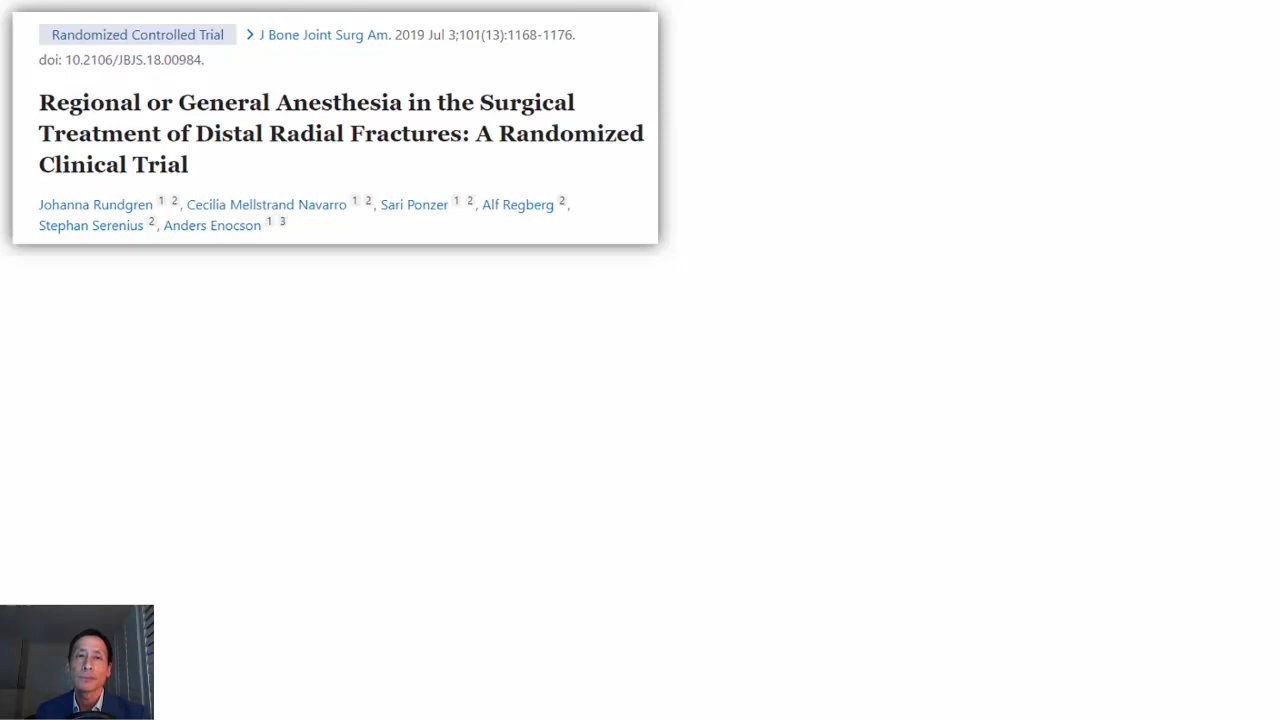 Randomized Controlled Trial > J Bone Joint Surg Am. 2019 Jul 3;101(13):1168-1176.
doi: 10.2106/JBJS.18.00984.
Regional or General Anesthesia in the Surgical
Treatment of Distal Radial Fractures: A Randomized
Clinical Trial
Johanna Rundgren 1 2, Cecilia Mellstrand Navarro 1 2, Sari Ponzer 1 2, Alf Regberg 2,
Stephan Serenius 2, Anders Enocson 1 3